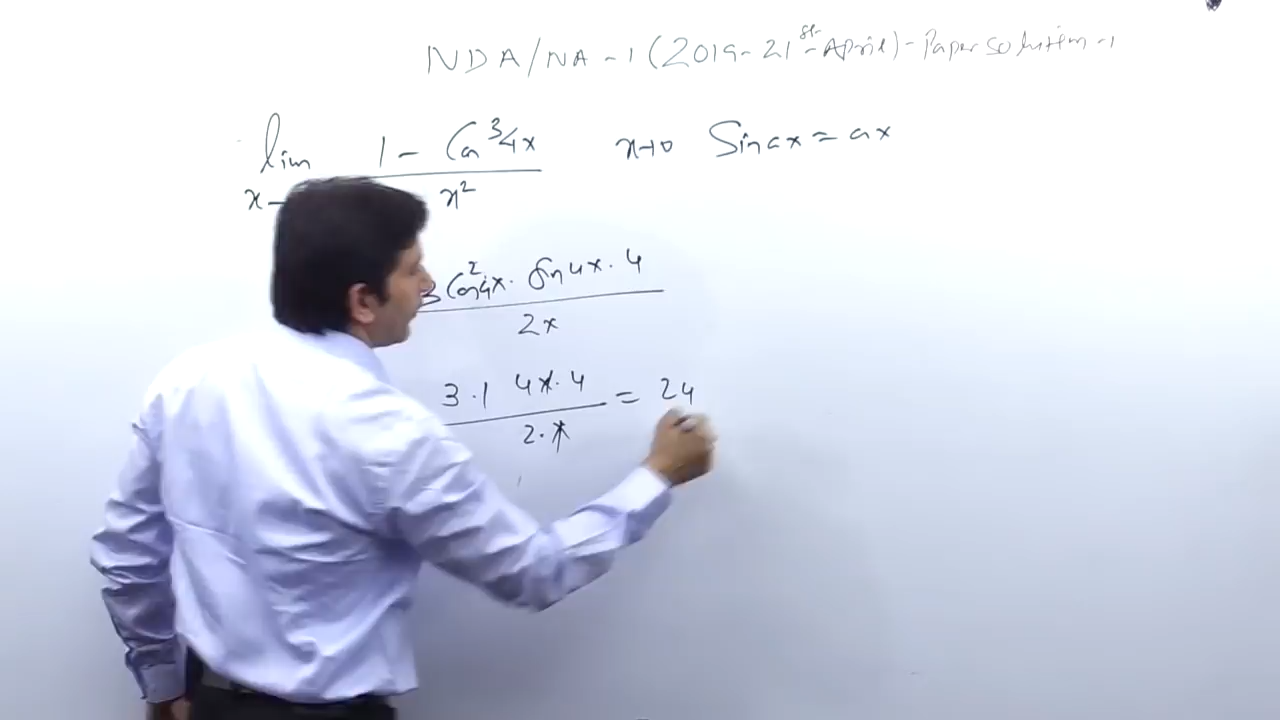 NDA/NA-1 (2019-21st-April)-Paper solution-1
lim 1 - Cos³4x / x² x→0 Sin ax = ax
x→
3 Cos²4x. Sin 4x. 4 / 2x
3.1 4x.4 / 2.x = 24